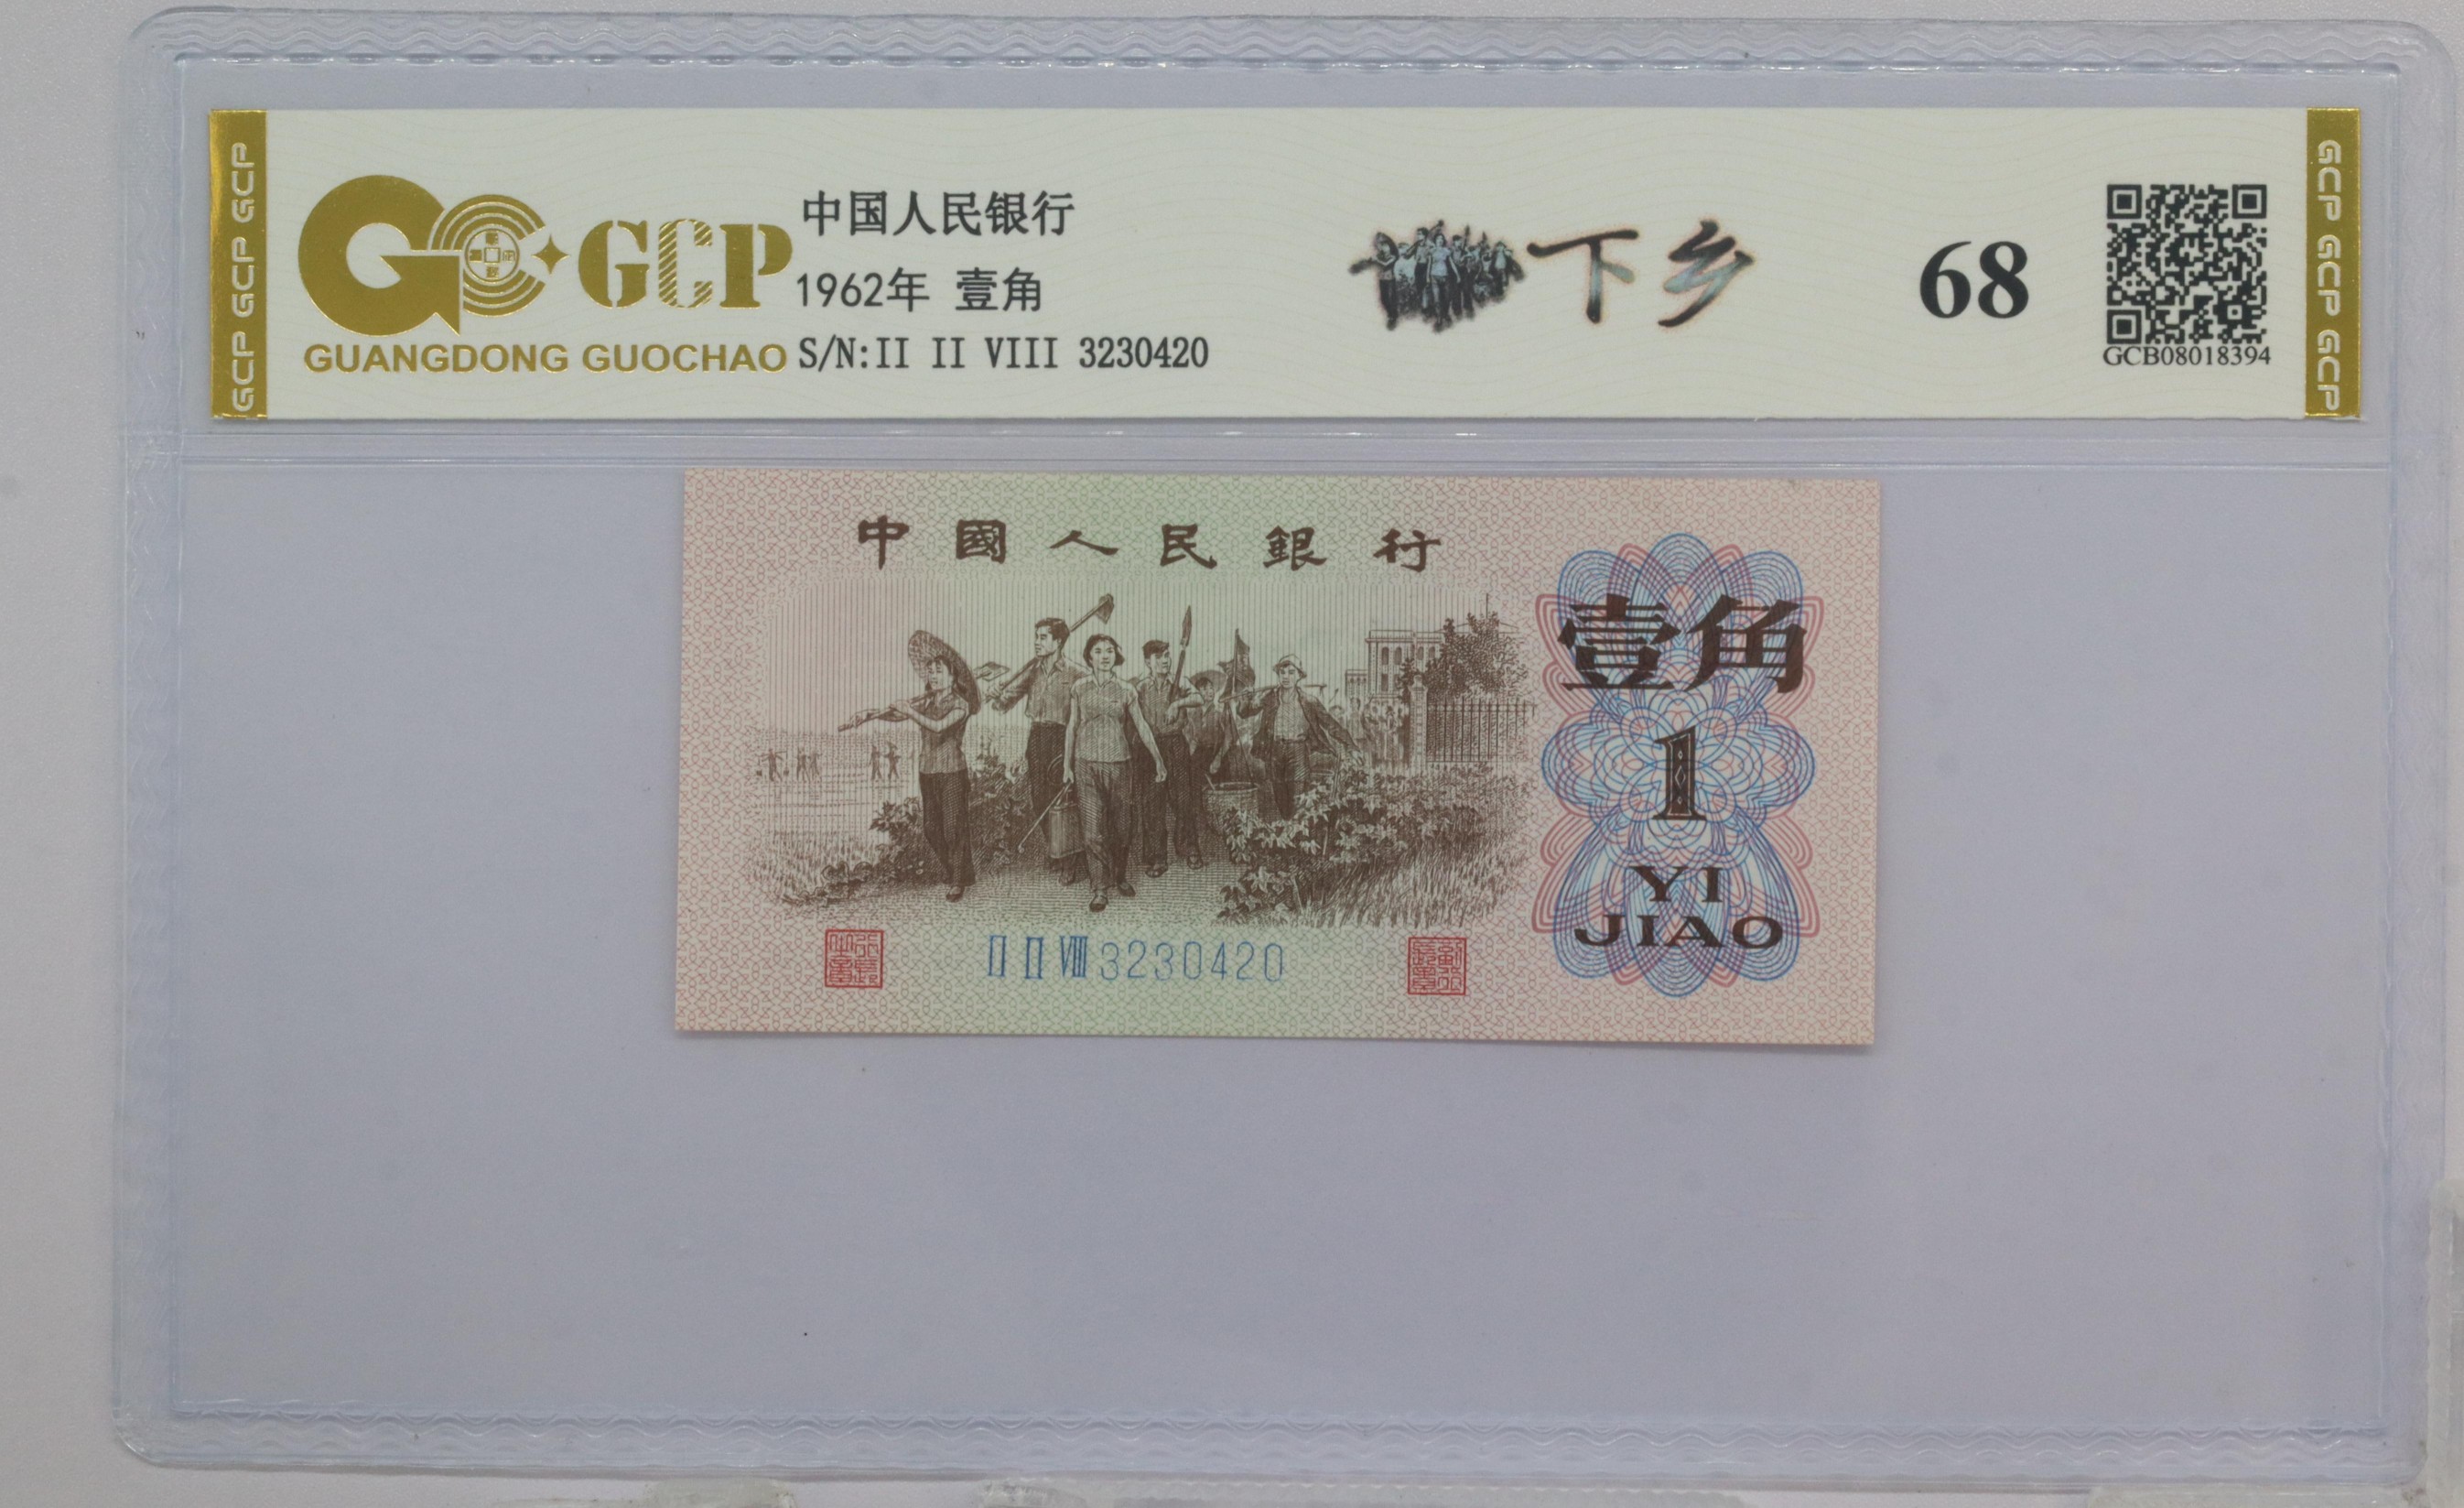 GCP GCP GCP
GCP
GUANGDONG GUOCHAO
中国人民银行
1962年 壹角
S/N:II II VIII 3230420
下乡
68
GCB08018394
GCP GCP GCP
中國人民銀行
壹角
1
YI
JIAO
II II VIII 3230420